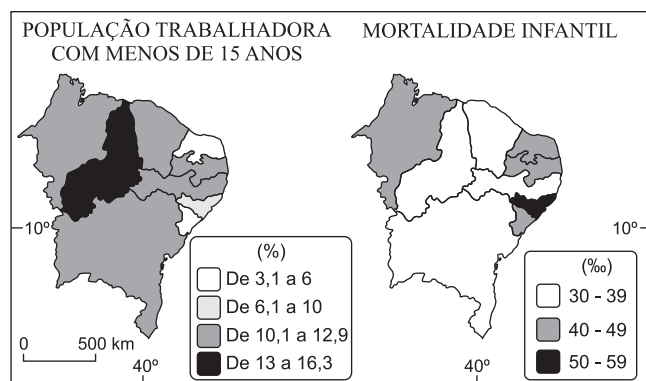 POPULAÇÃO TRABALHADORA
COM MENOS DE 15 ANOS
MORTALIDADE INFANTIL
10º
10º
(%)
De 3,1 a 6
De 6,1 a 10
De 10,1 a 12,9
De 13 a 16,3
(‰)
30 - 39
40 - 49
50 - 59
0 500 km
40º
40º